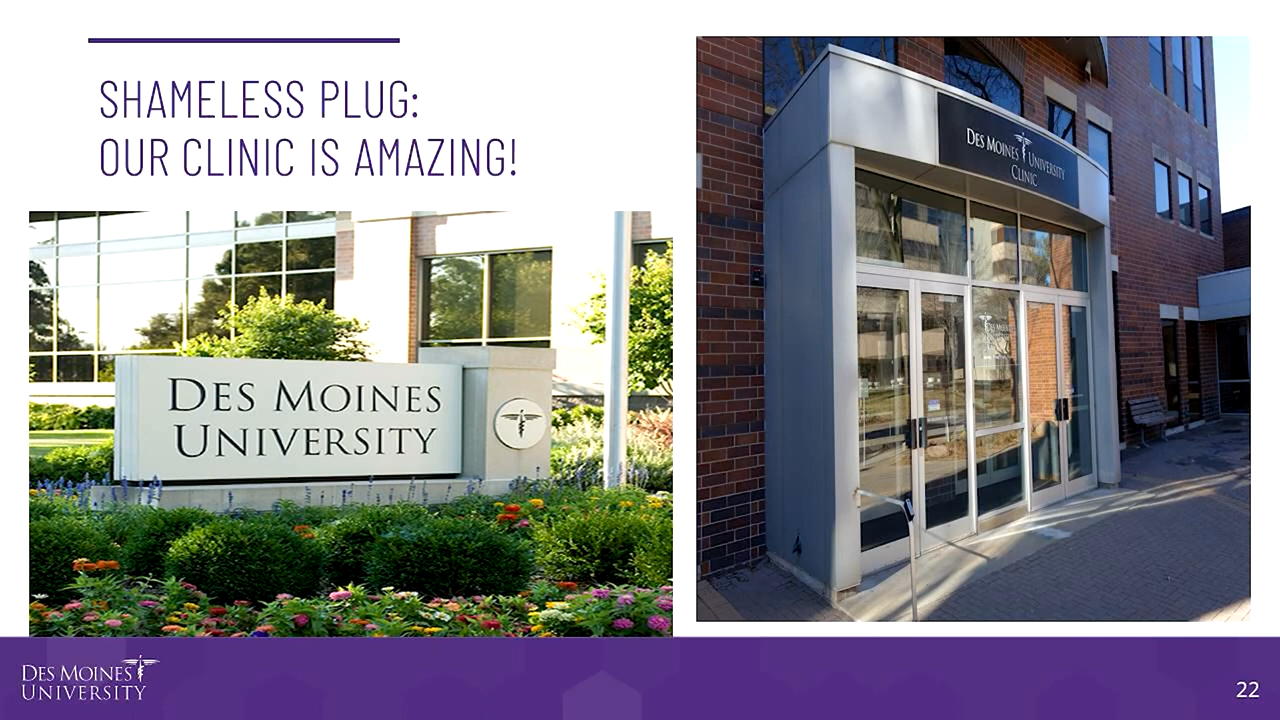 SHAMELESS PLUG:
OUR CLINIC IS AMAZING!
DES MOINES
UNIVERSITY
DES MOINES UNIVERSITY
CLINIC
DES MOINES
UNIVERSITY
22